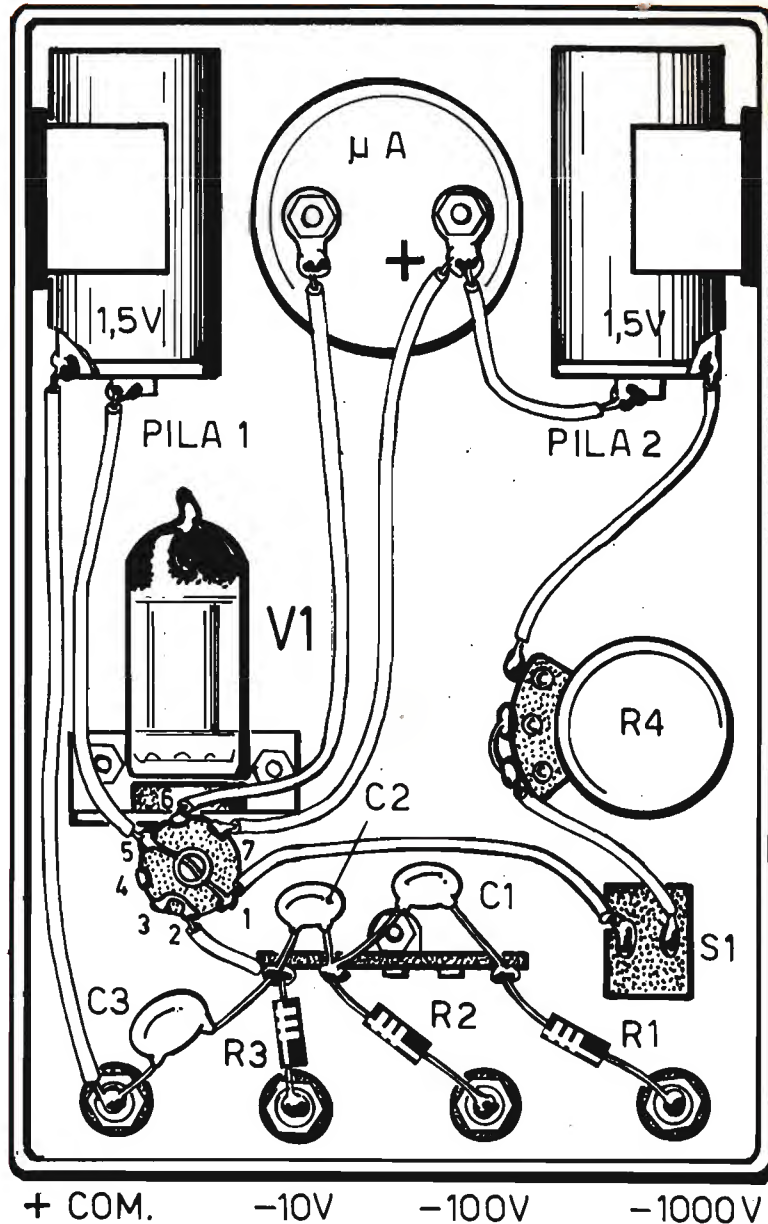 μ A
+
1,5V
1,5V
PILA 1
PILA 2
V1
R4
C2
6
5
7
4
3
2
1
C1
S1
C3
R3
R2
R1
+ COM.
-10V
-100V
-1000V